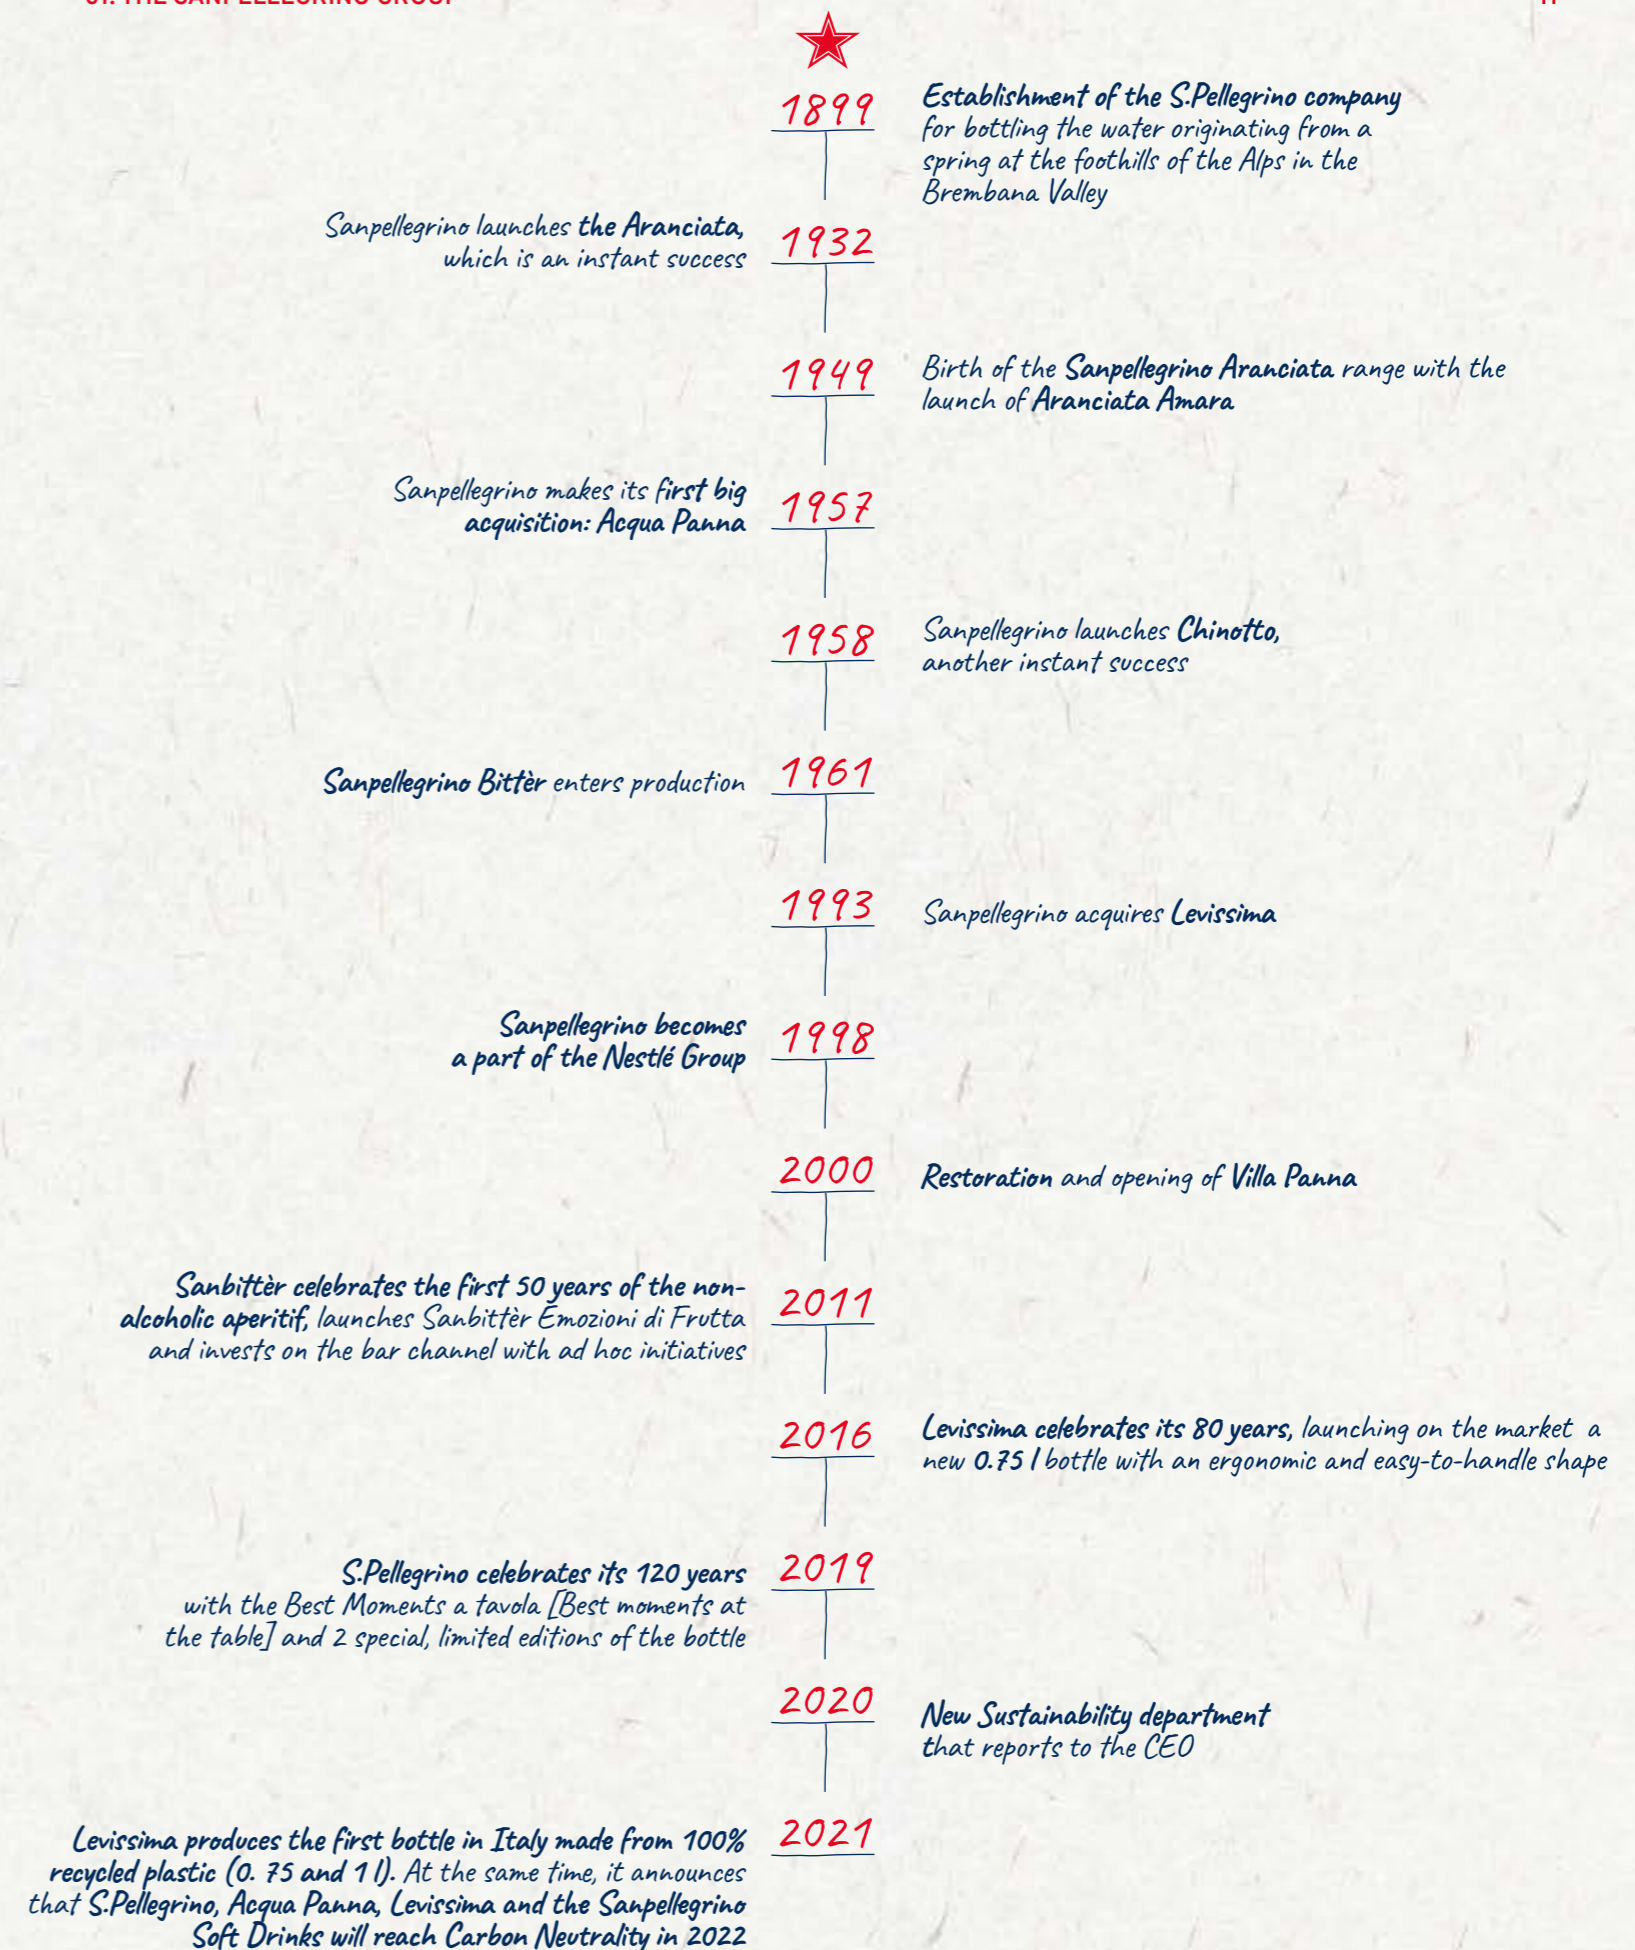 01. THE SANPELLEGRINO GROUP
1899
Establishment of the S.Pellegrino company
for bottling the water originating from a
spring at the foothills of the Alps in the
Brembana Valley
Sanpellegrino launches the Aranciata,
which is an instant success
1932
1949
Birth of the Sanpellegrino Aranciata range with the
launch of Aranciata Amara
Sanpellegrino makes its first big
acquisition: Acqua Panna
1957
1958
Sanpellegrino launches Chinotto,
another instant success
Sanpellegrino Bittèr enters production
1961
1993
Sanpellegrino acquires Levissima
Sanpellegrino becomes
a part of the Nestlé Group
1998
2000
Restoration and opening of Villa Panna
Sanbittèr celebrates the first 50 years of the non-
alcoholic aperitif, launches Sanbittèr Emozioni di Frutta
and invests on the bar channel with ad hoc initiatives
2011
2016
Levissima celebrates its 80 years, launching on the market a
new 0.75 l bottle with an ergonomic and easy-to-handle shape
S.Pellegrino celebrates its 120 years
with the Best Moments a tavola [Best moments at
the table] and 2 special, limited editions of the bottle
2019
2020
New Sustainability department
that reports to the CEO
Levissima produces the first bottle in Italy made from 100%
recycled plastic (0. 75 and 1 l). At the same time, it announces
that S.Pellegrino, Acqua Panna, Levissima and the Sanpellegrino
Soft Drinks will reach Carbon Neutrality in 2022
2021